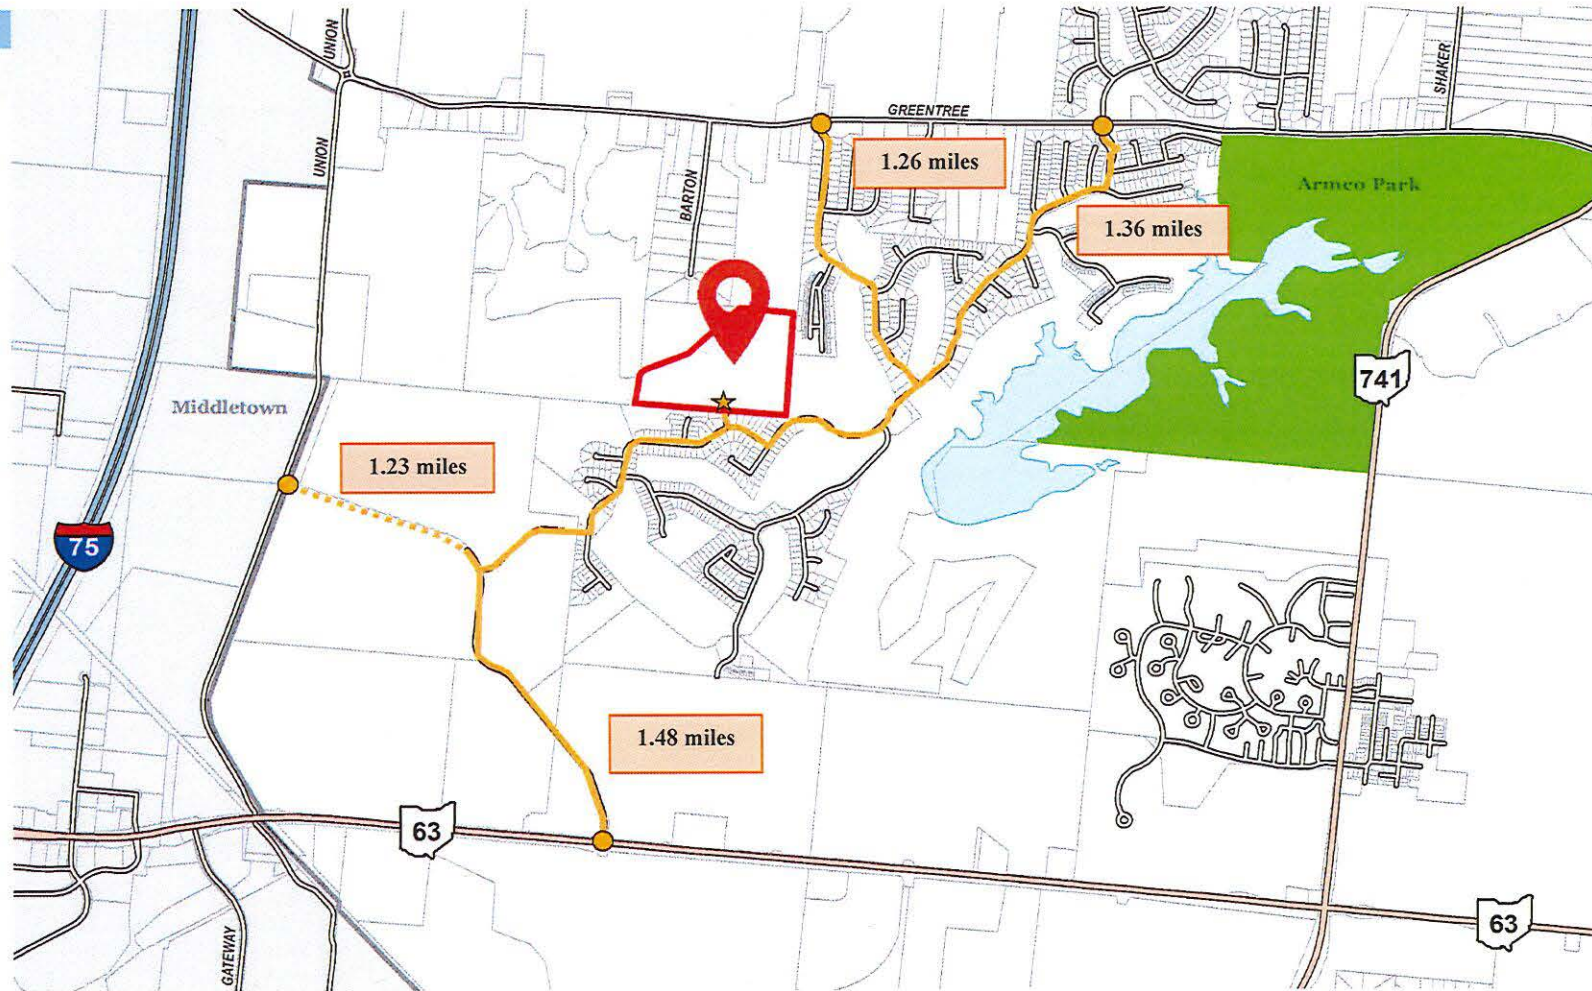 UNION
SHAKER
GREENTREE
UNION
1.26 miles
BARTON
Armco Park
1.36 miles
741
Middletown
1.23 miles
75
1.48 miles
63
63
GATEWAY